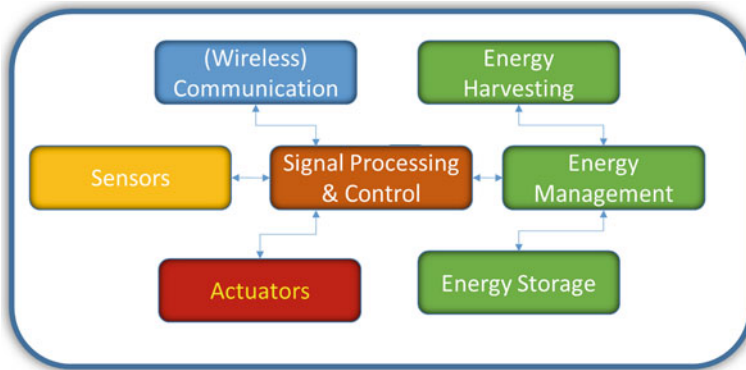 (Wireless)
Communication
Energy
Harvesting
Sensors
Signal Processing
& Control
Energy
Management
Actuators
Energy Storage